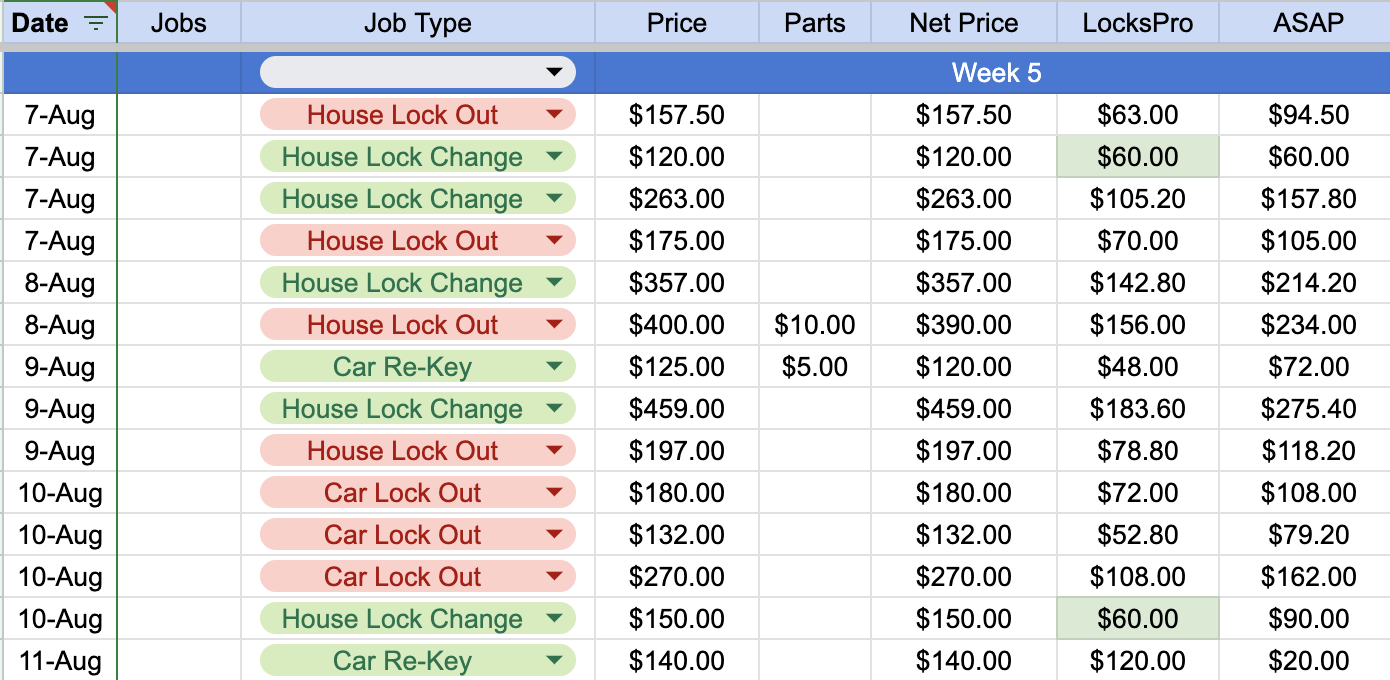 Date Jobs Job Type Price Parts Net Price LocksPro ASAP
Week 5
7-Aug House Lock Out $157.50 $157.50 $63.00 $94.50
7-Aug House Lock Change $120.00 $120.00 $60.00 $60.00
7-Aug House Lock Change $263.00 $263.00 $105.20 $157.80
7-Aug House Lock Out $175.00 $175.00 $70.00 $105.00
8-Aug House Lock Change $357.00 $357.00 $142.80 $214.20
8-Aug House Lock Out $400.00 $10.00 $390.00 $156.00 $234.00
9-Aug Car Re-Key $125.00 $5.00 $120.00 $48.00 $72.00
9-Aug House Lock Change $459.00 $459.00 $183.60 $275.40
9-Aug House Lock Out $197.00 $197.00 $78.80 $118.20
10-Aug Car Lock Out $180.00 $180.00 $72.00 $108.00
10-Aug Car Lock Out $132.00 $132.00 $52.80 $79.20
10-Aug Car Lock Out $270.00 $270.00 $108.00 $162.00
10-Aug House Lock Change $150.00 $150.00 $60.00 $90.00
11-Aug Car Re-Key $140.00 $140.00 $120.00 $20.00